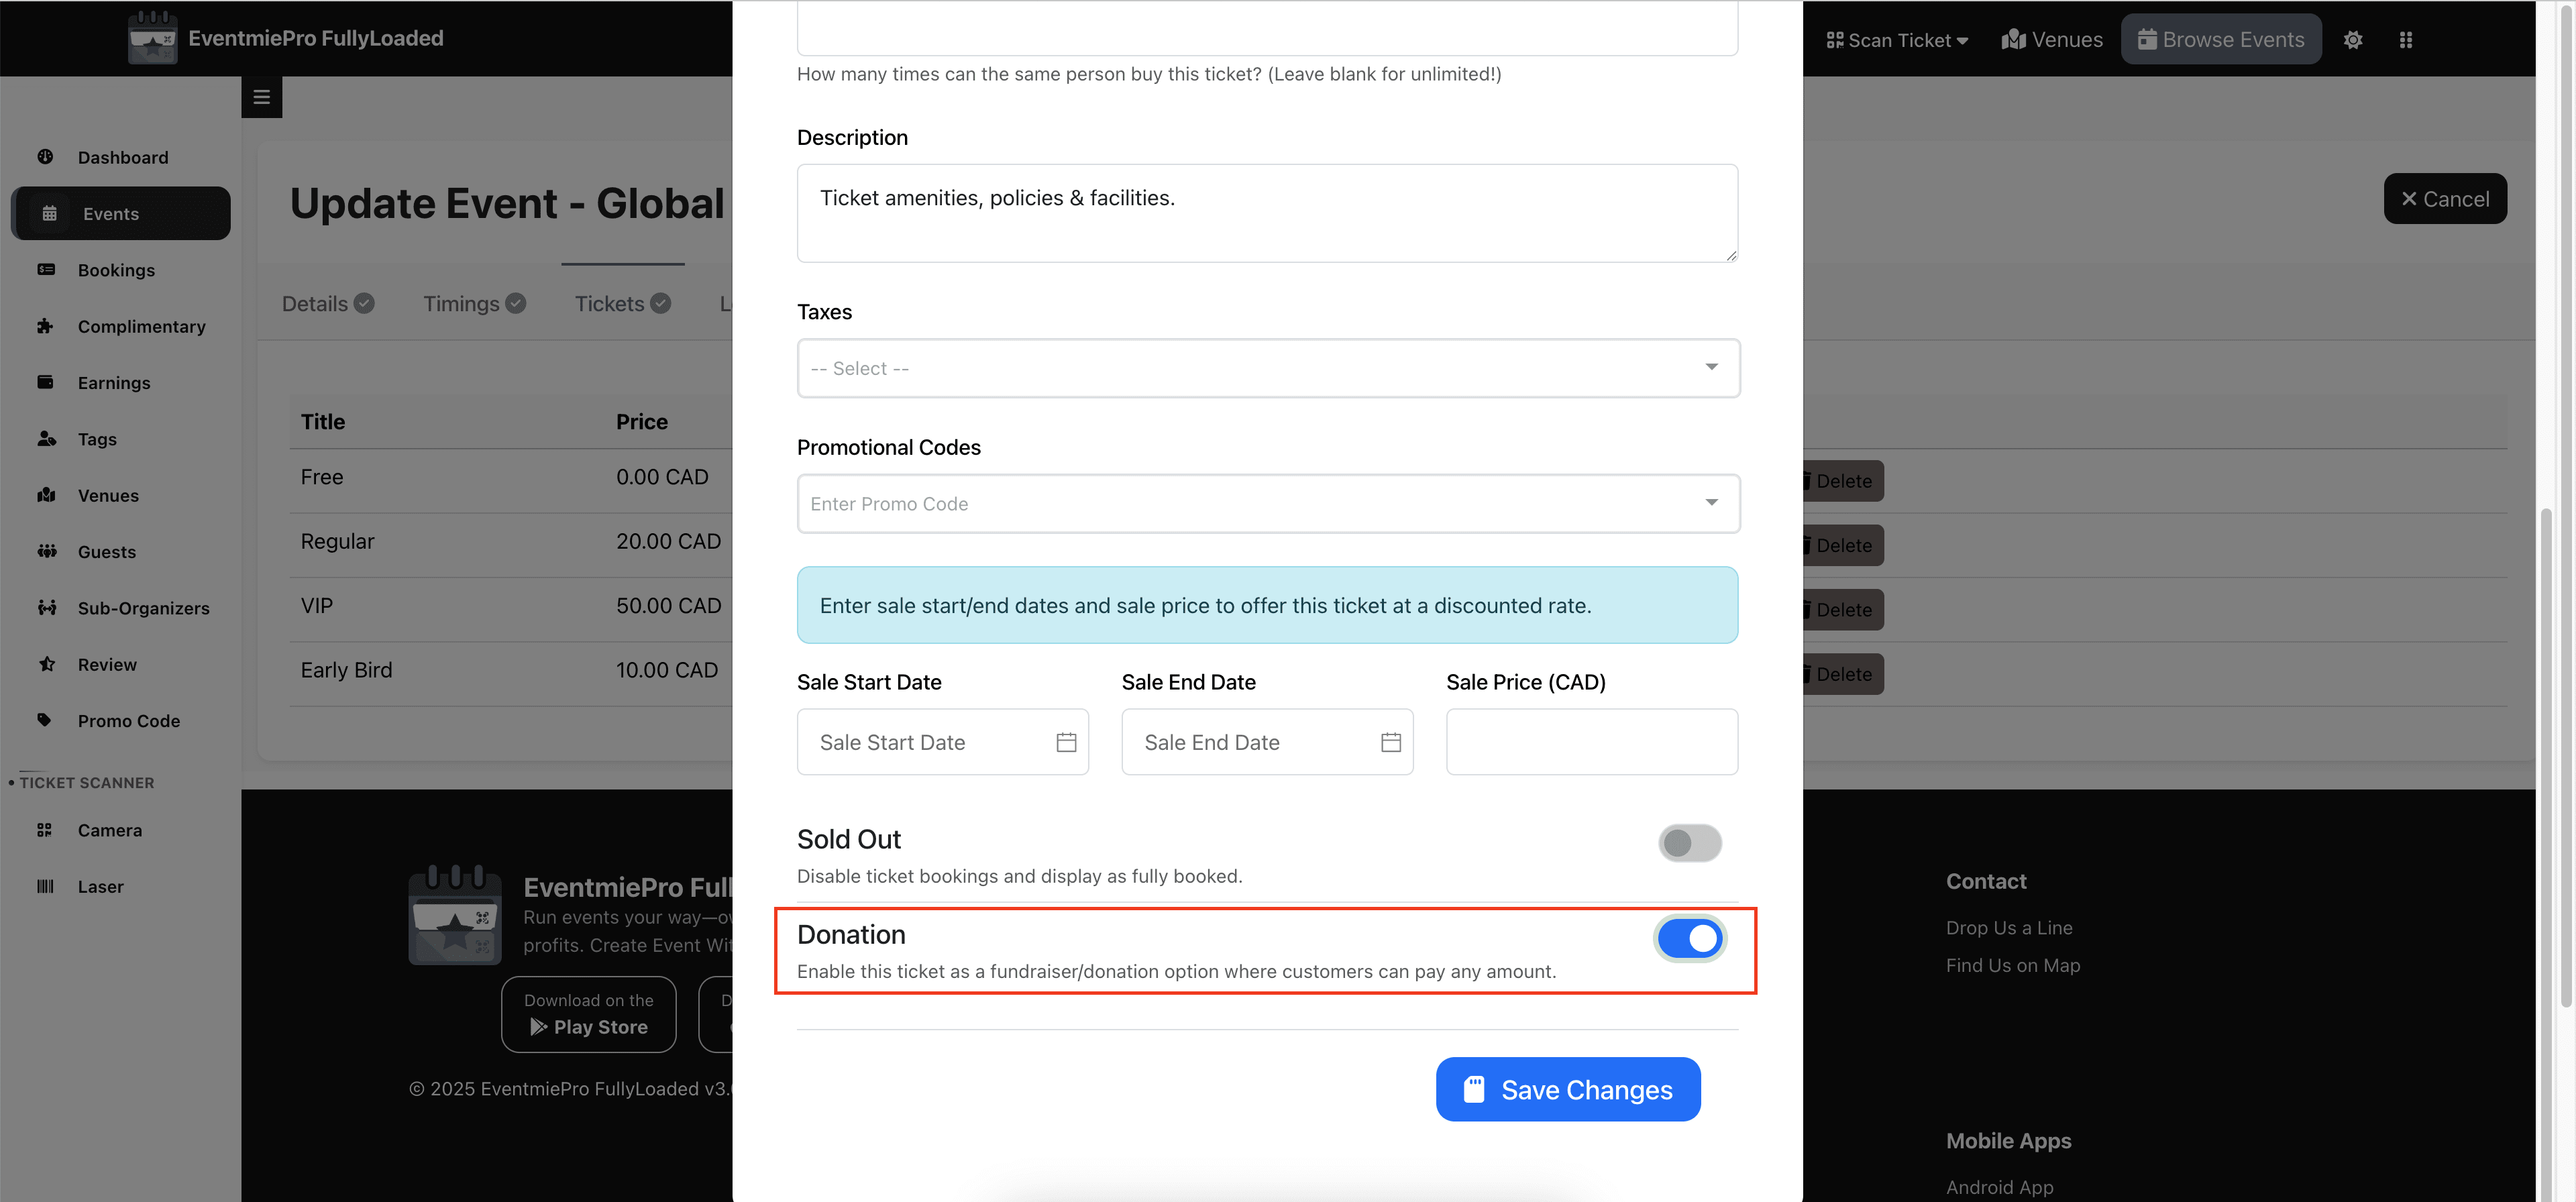 EventmiePro FullyLoaded
Scan Ticket
Venues
Browse Events
How many times can the same person buy this ticket? (Leave blank for unlimited!)
Dashboard
Events
Bookings
Complimentary
Earnings
Tags
Venues
Guests
Sub-Organizers
Review
Promo Code
TICKET SCANNER
Camera
Laser
Update Event - Global
Cancel
Details
Timings
Tickets
Title Price
Free 0.00 CAD
Regular 20.00 CAD
VIP 50.00 CAD
Early Bird 10.00 CAD
Delete
Delete
Delete
Delete
Description
Ticket amenities, policies & facilities.
Taxes
-- Select --
Promotional Codes
Enter Promo Code
Enter sale start/end dates and sale price to offer this ticket at a discounted rate.
Sale Start Date Sale End Date Sale Price (CAD)
Sale Start Date Sale End Date
Sold Out
Disable ticket bookings and display as fully booked.
Donation
Enable this ticket as a fundraiser/donation option where customers can pay any amount.
Save Changes
EventmiePro Full
Run events your way—ov
profits. Create Event Wit
Download on the
Play Store
© 2025 EventmiePro FullyLoaded v3.
Contact
Drop Us a Line
Find Us on Map
Mobile Apps
Android App